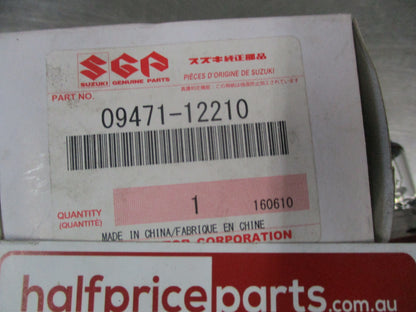 SGP スズキ純正部品
SUZUKI GENUINE PARTS PIÈCES D'ORIGINE DE SUZUKI
PART NO.
09471-12210
1 160610
QUANTITY
(QUANTITÉ)
MADE IN CHINA/FABRIQUE EN CHINE
CORPORATION
halfpriceparts.com.au